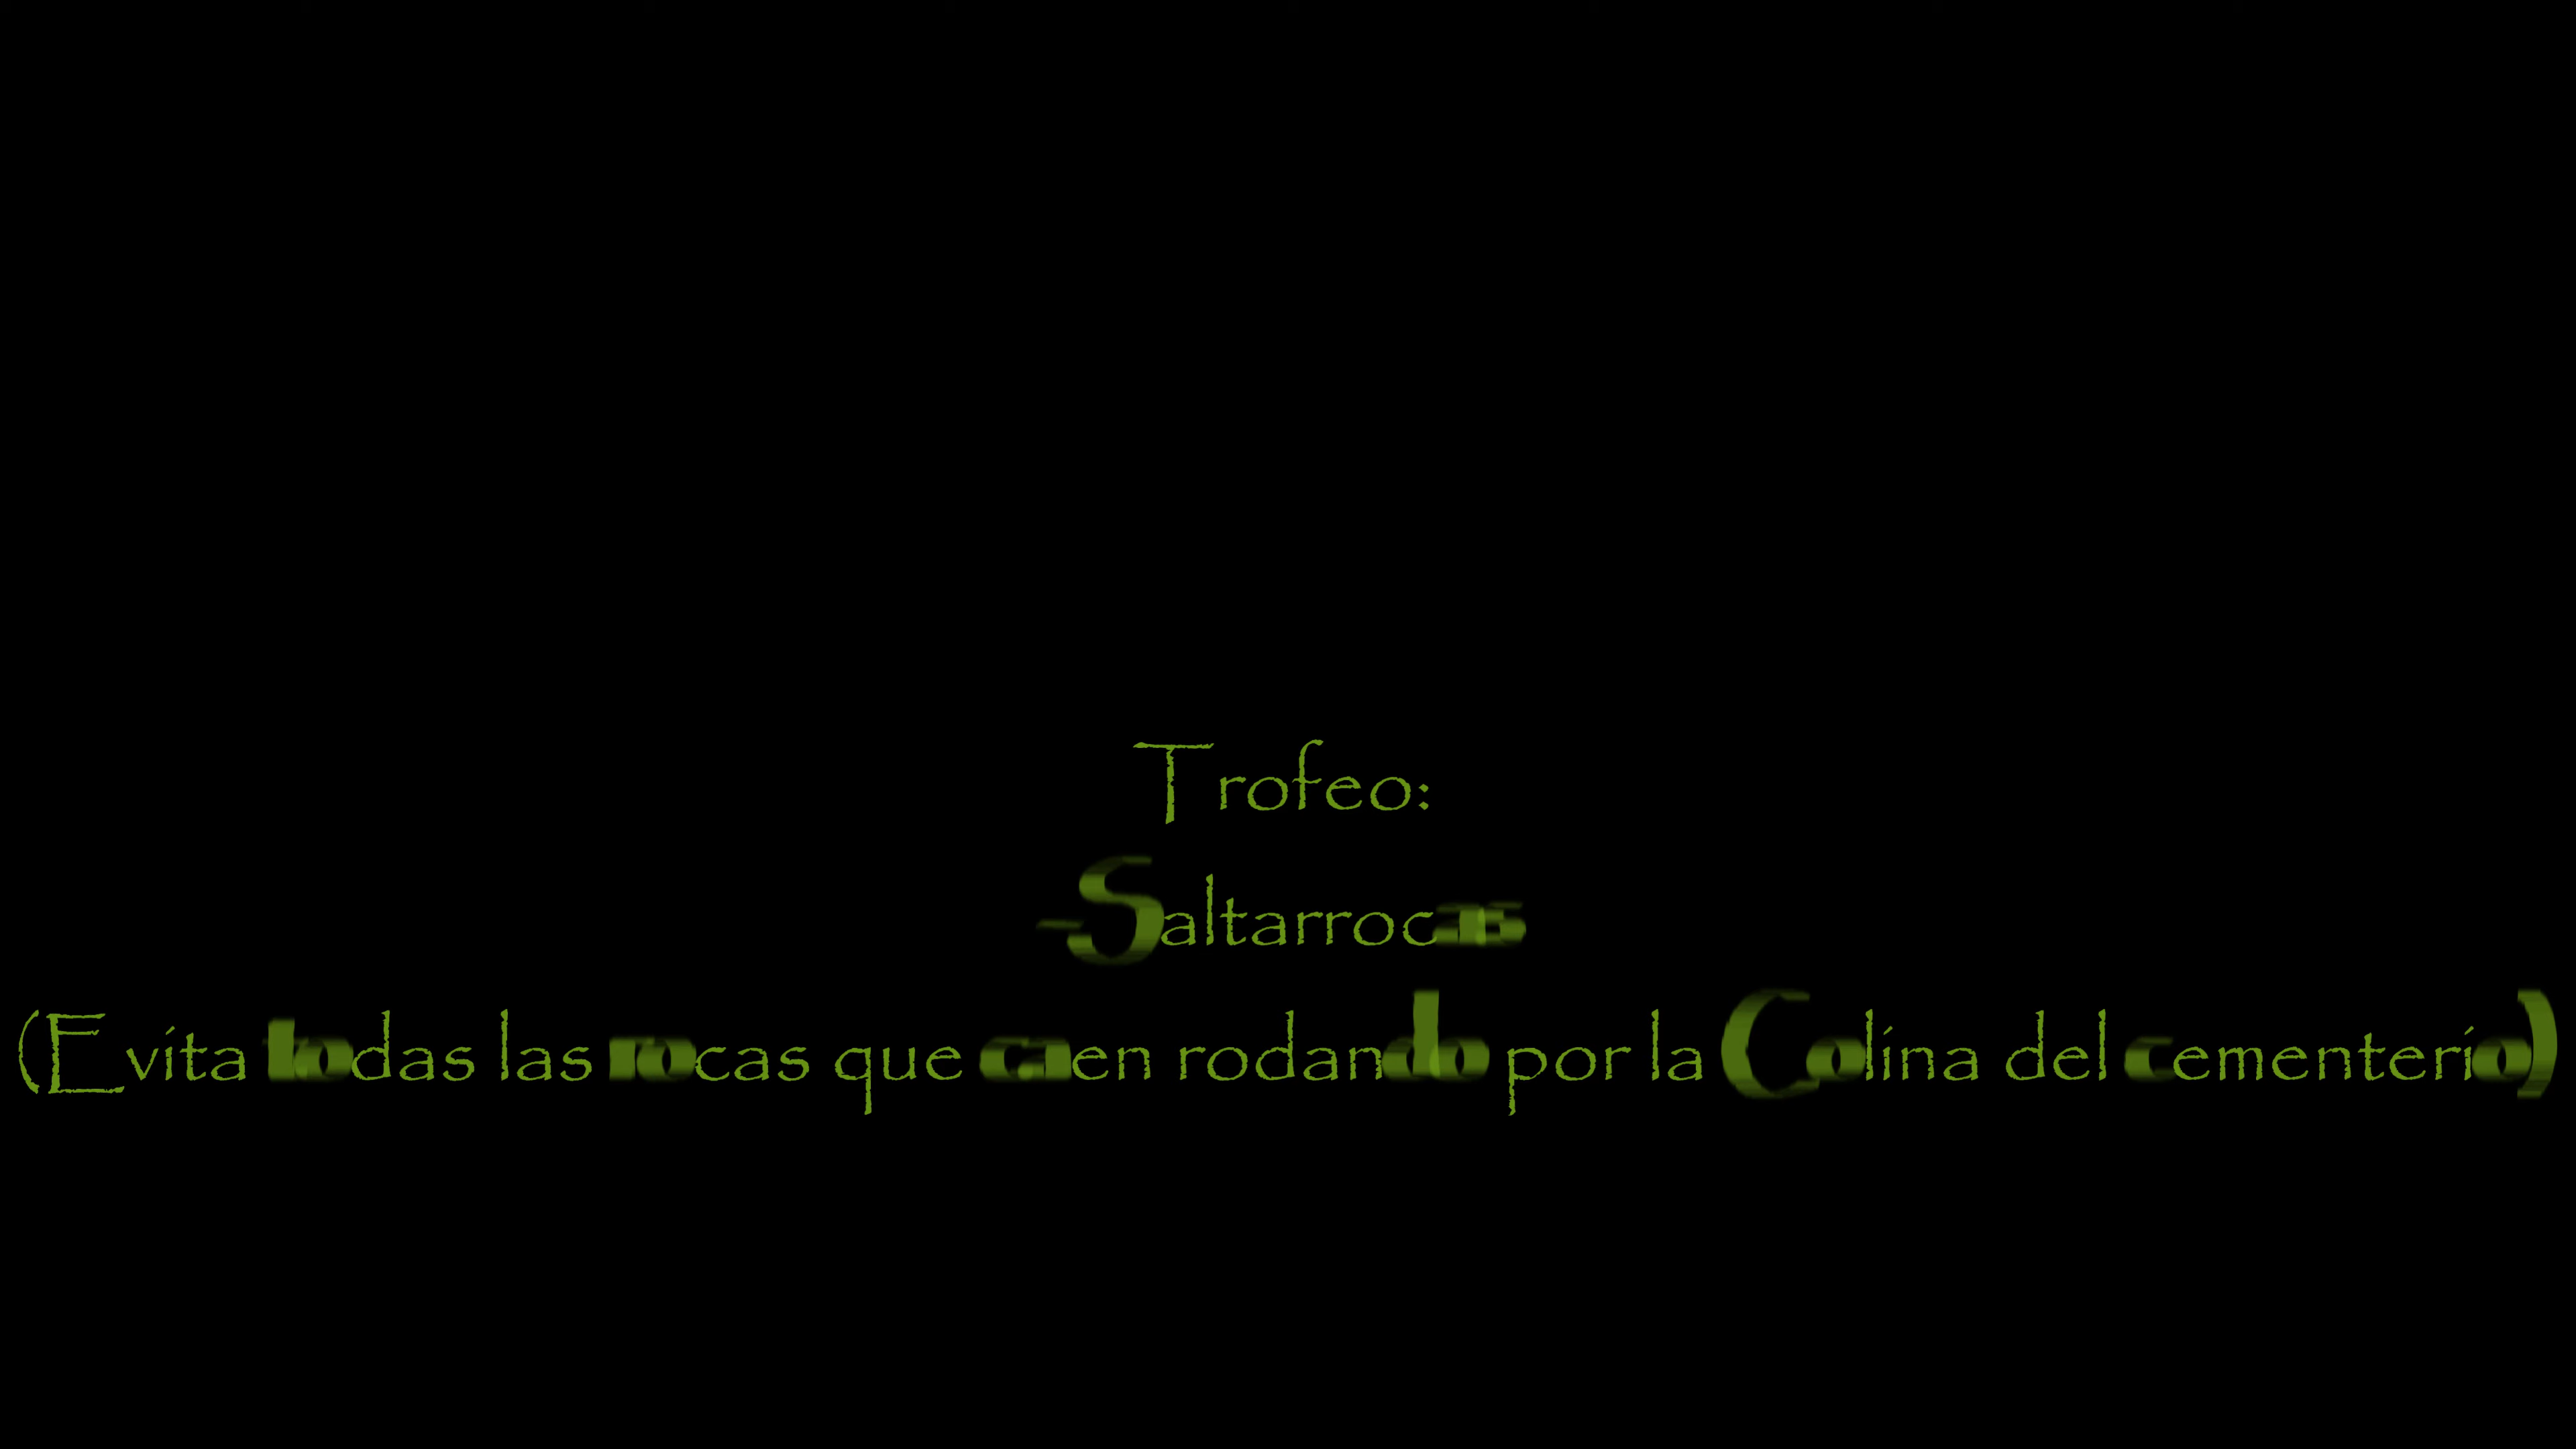 Trofeo:
-Saltarrocas
(Evita todas las rocas que caen rodando por la Colina del cementerio)